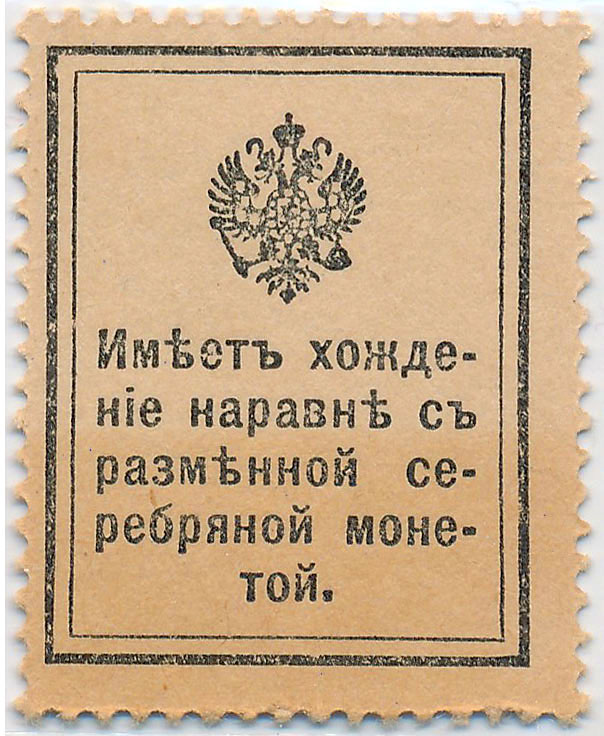 Имѣетъ хожде-
ніе наравнѣ съ
размѣнной се-
ребряной моне-
той.